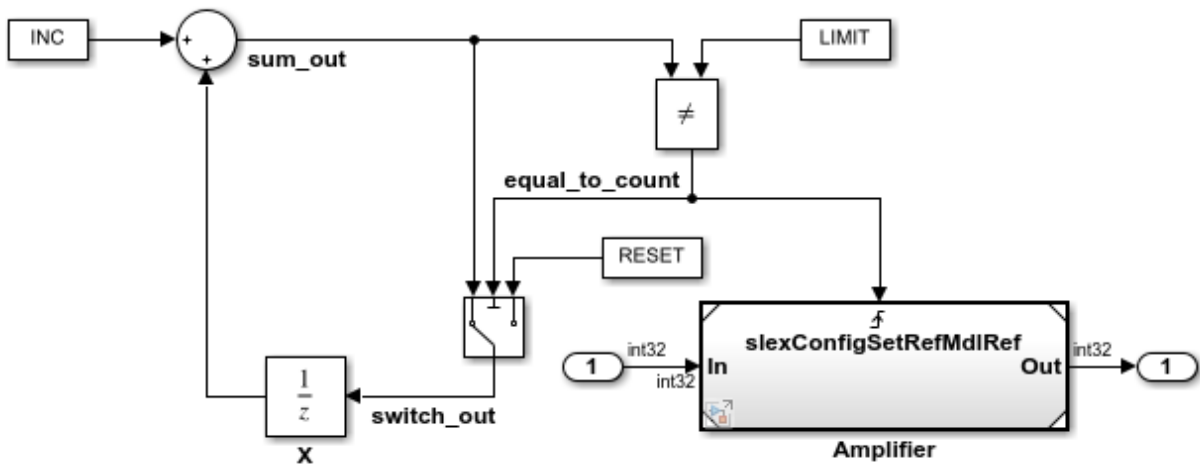 INC
+
+
sum_out
LIMIT
≠
equal_to_count
RESET
1
int32
int32
In
slexConfigSetRefMdlRef
Out
int32
1
1
z
switch_out
X
Amplifier